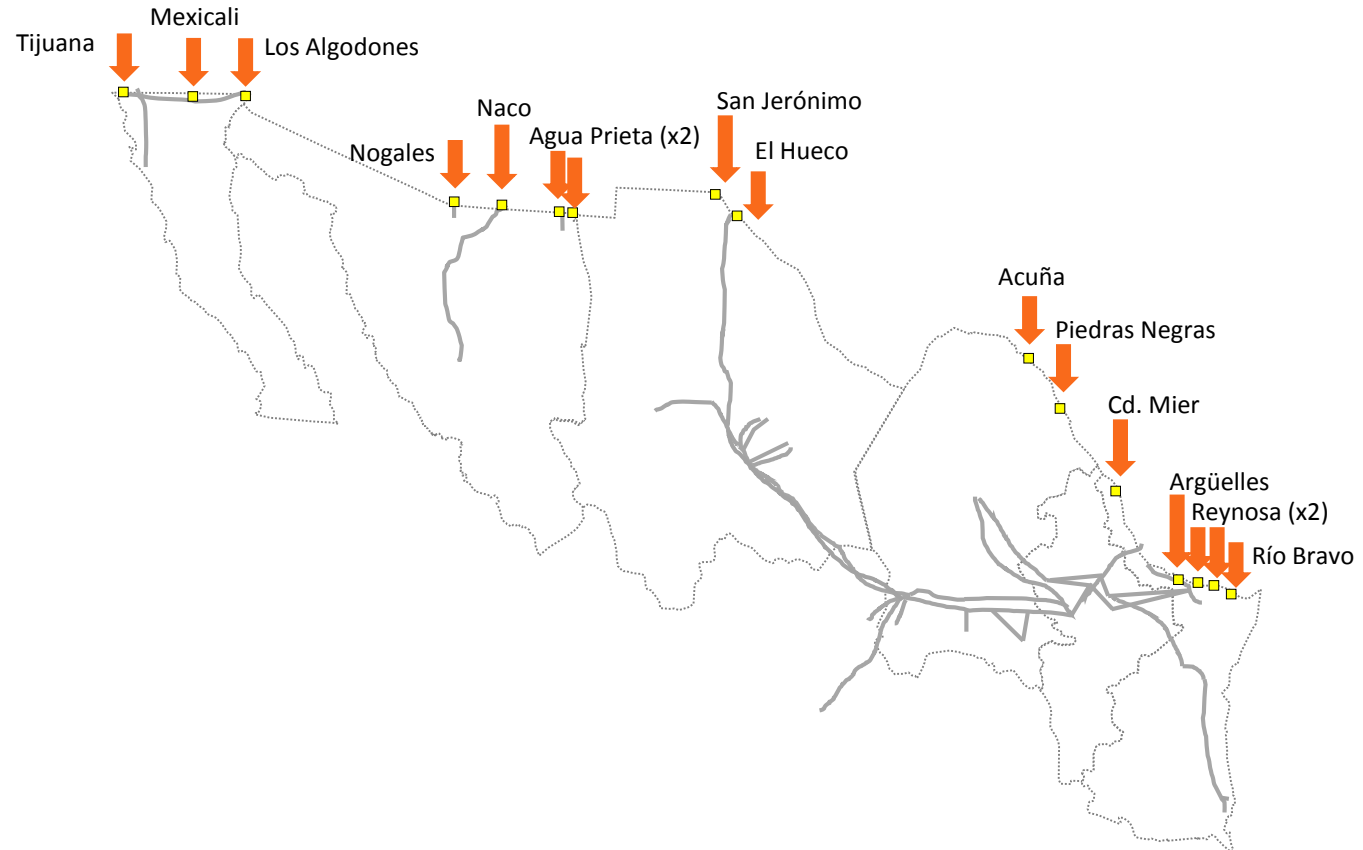 Mexicali
Tijuana
Los Algodones
Naco
San Jerónimo
Nogales
Agua Prieta (x2)
El Hueco
Acuña
Piedras Negras
Cd. Mier
Argüelles
Reynosa (x2)
Río Bravo